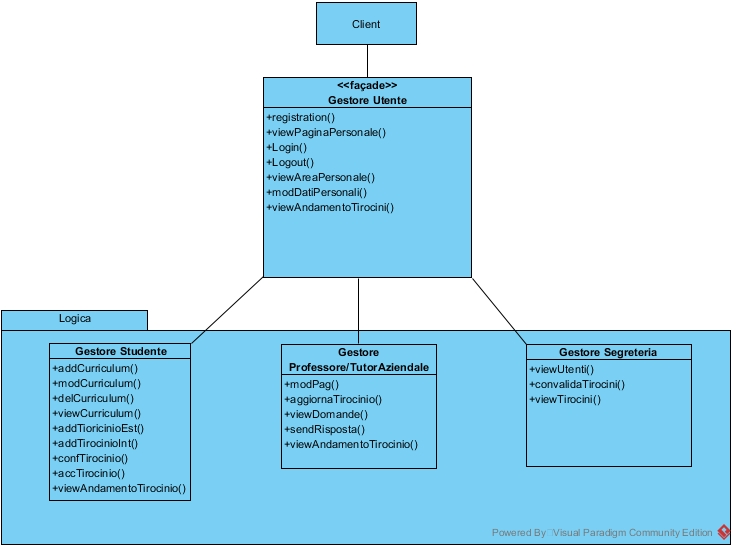 Client
<<façade>>
Gestore Utente
+registration()
+viewPaginaPersonale()
+Login()
+Logout()
+viewAreaPersonale()
+modDatiPersonali()
+viewAndamentoTirocini()
Logica
Gestore Studente
+addCurriculum()
+modCurriculum()
+delCurriculum()
+viewCurriculum()
+addTioricinioEst()
+addTirocinioInt()
+confTirocinio()
+accTirocinio()
+viewAndamentoTirocinio()
Gestore
Professore/TutorAziendale
+modPag()
+aggiornaTirocinio()
+viewDomande()
+sendRisposta()
+viewAndamentoTirocinio()
Gestore Segreteria
+viewUtenti()
+convalidaTirocini()
+viewTirocini()
Powered By Visual Paradigm Community Edition